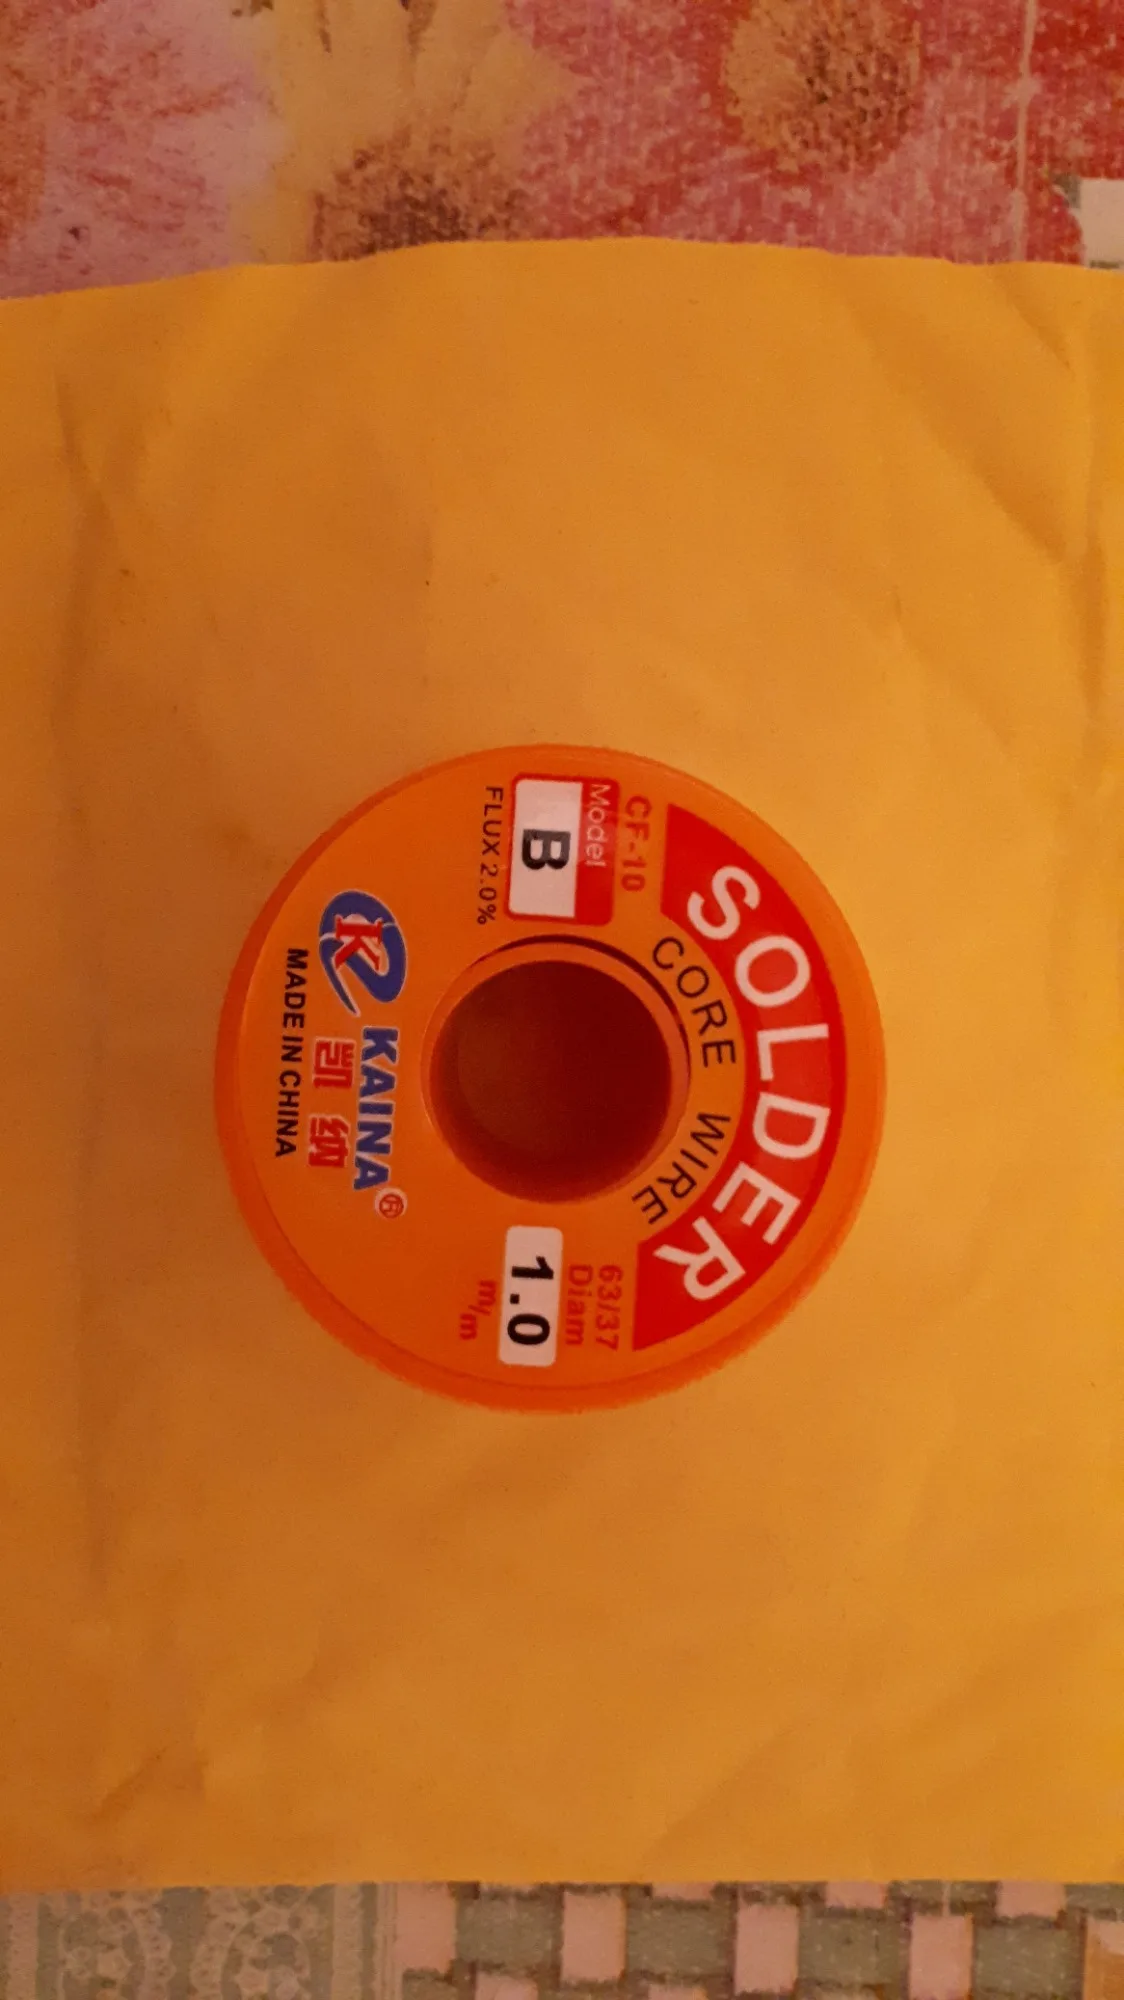 SOLDER
CORE WIRE
CF-10
Model
B
FLUX 2.0%
63/37
Diam
1.0
m/m
K
KAINA®
凯纳
MADE IN CHINA